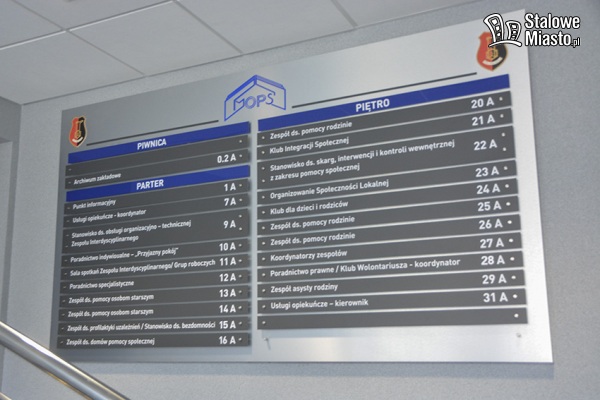 Stalowe
Miasto.pl
MOPS
PIWNICA
Archiwum zakładowe 0.2 A
PARTER
Punkt informacyjny 1 A
Usługi opiekuńcze - koordynator 7 A
Stanowisko ds. obsługi organizacyjno - technicznej
Zespołu Interdyscyplinarnego 9 A
Poradnictwo indywidualne - „Przyjazny pokój” 10 A
Sala spotkań Zespołu Interdyscyplinarnego/ Grup roboczych 11 A
Poradnictwo specjalistyczne 12 A
Zespół ds. pomocy osobom starszym 13 A
Zespół ds. pomocy osobom starszym 14 A
Zespół ds. profilaktyki uzależnień / Stanowisko ds. bezdomności 15 A
Zespół ds. domów pomocy społecznej 16 A
PIĘTRO
Zespół ds. pomocy rodzinie 20 A
Klub Integracji Społecznej 21 A
Stanowisko ds. skarg, interwencji i kontroli wewnętrznej
z zakresu pomocy społecznej 22 A
Organizowanie Społeczności Lokalnej 23 A
Klub dla dzieci i rodziców 24 A
Zespół ds. pomocy rodzinie 25 A
Zespół ds. pomocy rodzinie 26 A
Koordynatorzy zespołów 27 A
Poradnictwo prawne / Klub Wolontariusza - koordynator 28 A
Zespół asysty rodziny 29 A
Usługi opiekuńcze – kierownik 31 A